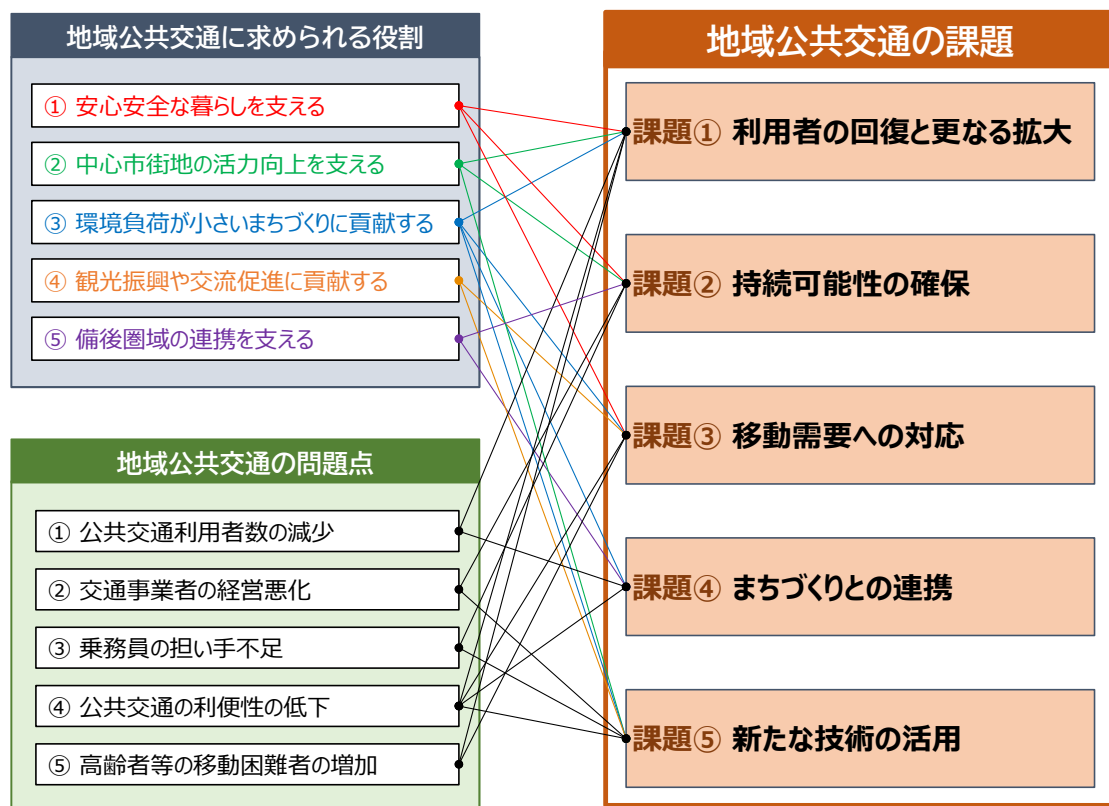 地域公共交通に求められる役割
① 安心安全な暮らしを支える
② 中心市街地の活力向上を支える
③ 環境負荷が小さいまちづくりに貢献する
④ 観光振興や交流促進に貢献する
⑤ 備後圏域の連携を支える
地域公共交通の問題点
① 公共交通利用者数の減少
② 交通事業者の経営悪化
③ 乗務員の担い手不足
④ 公共交通の利便性の低下
⑤ 高齢者等の移動困難者の増加
地域公共交通の課題
課題① 利用者の回復と更なる拡大
課題② 持続可能性の確保
課題③ 移動需要への対応
課題④ まちづくりとの連携
課題⑤ 新たな技術の活用